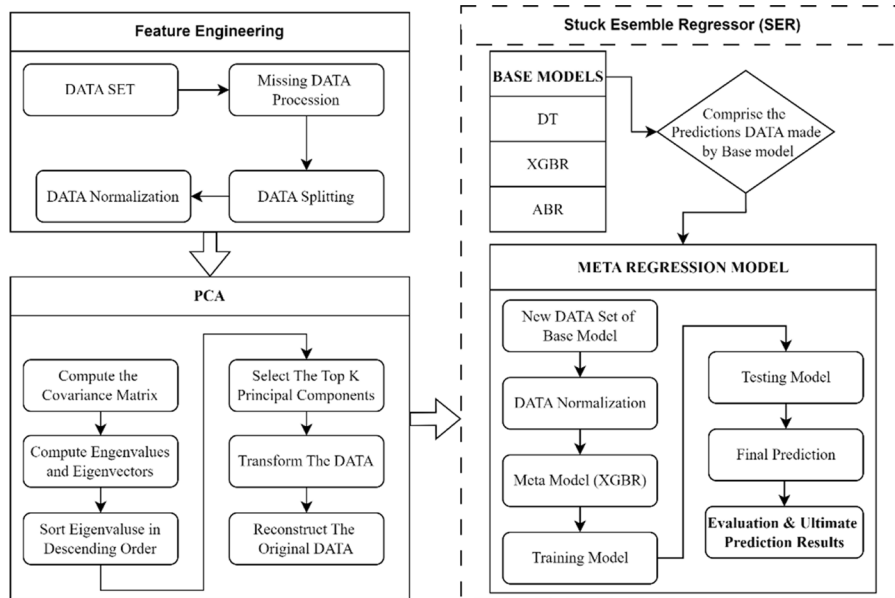 Feature Engineering
DATA SET
Missing DATA
Procession
DATA Splitting
DATA Normalization
PCA
Compute the
Covariance Matrix
Compute Engenvalues
and Eigenvectors
Sort Eigenvaluse in
Descending Order
Select The Top K
Principal Components
Transform The DATA
Reconstruct The
Original DATA
Stuck Esemble Regressor (SER)
BASE MODELS
DT
XGBR
ABR
Comprise the
Predictions DATA made
by Base model
META REGRESSION MODEL
New DATA Set of
Base Model
DATA Normalization
Meta Model (XGBR)
Training Model
Testing Model
Final Prediction
Evaluation & Ultimate
Prediction Results